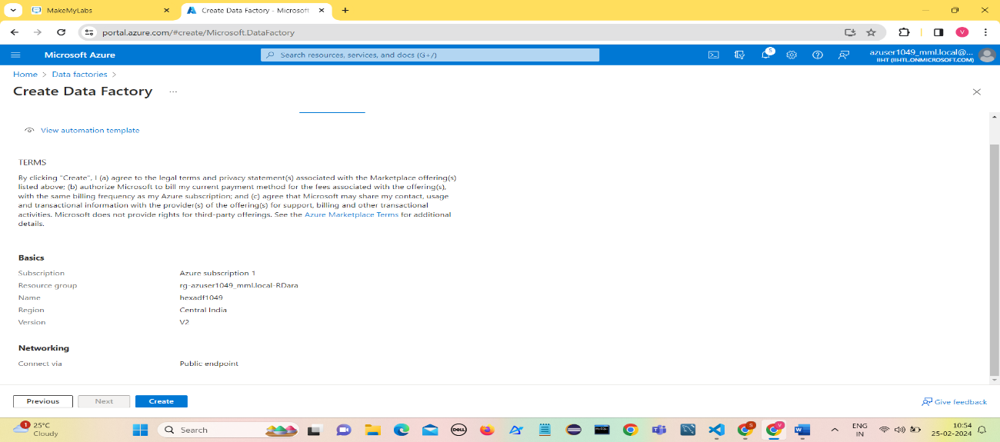 MakeMyLabs
Create Data Factory - Microsoft
portal.azure.com/#create/Microsoft.DataFactory
V
Microsoft Azure
Search resources, services, and docs (G+/)
5
azuser1049_mml.local@...
IIHT (IIHTL.ONMICROSOFT.COM)
Home > Data factories >
Create Data Factory ...
View automation template
TERMS
By clicking "Create", I (a) agree to the legal terms and privacy statement(s) associated with the Marketplace offering(s)
listed above; (b) authorize Microsoft to bill my current payment method for the fees associated with the offering(s),
with the same billing frequency as my Azure subscription; and (c) agree that Microsoft may share my contact, usage
and transactional information with the provider(s) of the offering(s) for support, billing and other transactional
activities. Microsoft does not provide rights for third-party offerings. See the Azure Marketplace Terms for additional
details.
Basics
Subscription Azure subscription 1
Resource group rg-azuser1049_mml.local-RDara
Name hexadf1049
Region Central India
Version V2
Networking
Connect via Public endpoint
Previous Next Create
Give feedback
1
25°C
Cloudy
Search
DELL
S
V
W
ENG
IN
10:54
25-02-2024